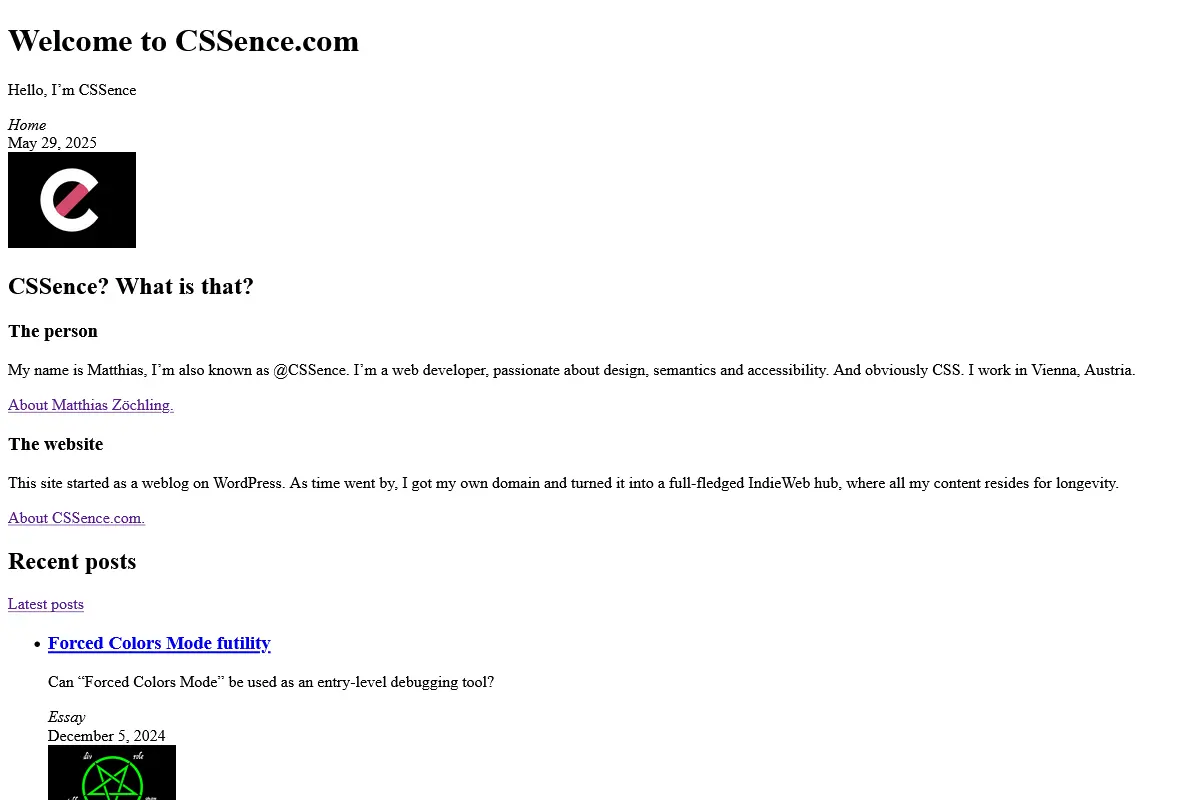 Welcome to CSSence.com
Hello, I’m CSSence
Home
May 29, 2025
CSSence? What is that?
The person
My name is Matthias, I’m also known as @CSSence. I’m a web developer, passionate about design, semantics and accessibility. And obviously CSS. I work in Vienna, Austria.
About Matthias Zöchling.
The website
This site started as a weblog on WordPress. As time went by, I got my own domain and turned it into a full-fledged IndieWeb hub, where all my content resides for longevity.
About CSSence.com.
Recent posts
Latest posts
Forced Colors Mode futility
Can “Forced Colors Mode” be used as an entry-level debugging tool?
Essay
December 5, 2024
div role